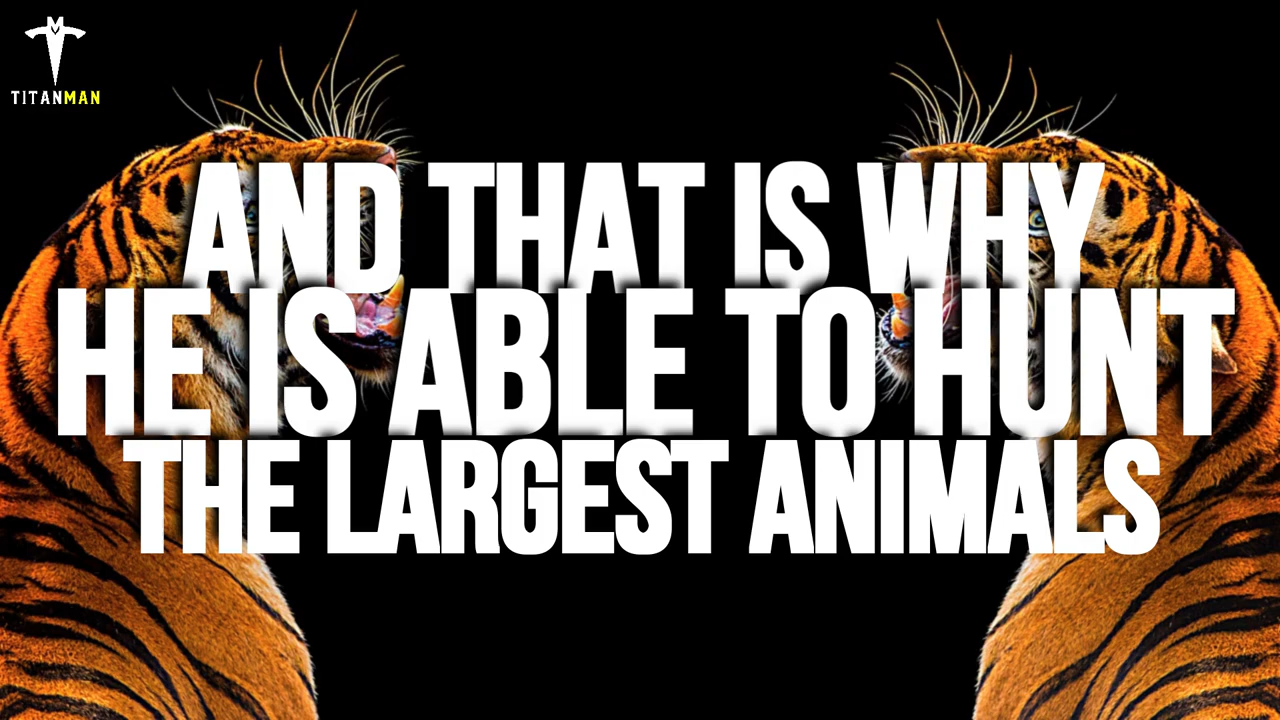 TITANMAN
AND THAT IS WHY
HE IS ABLE TO HUNT
THE LARGEST ANIMALS